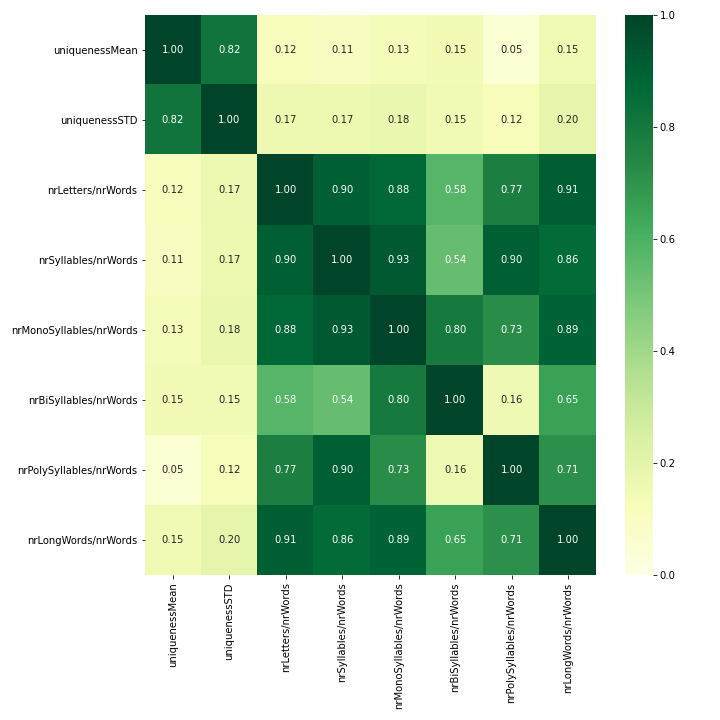 uniquenessMean 1.00 0.82 0.12 0.11 0.13 0.15 0.05 0.15
uniquenessSTD 0.82 1.00 0.17 0.17 0.18 0.15 0.12 0.20
nrLetters/nrWords 0.12 0.17 1.00 0.90 0.88 0.58 0.77 0.91
nrSyllables/nrWords 0.11 0.17 0.90 1.00 0.93 0.54 0.90 0.86
nrMonoSyllables/nrWords 0.13 0.18 0.88 0.93 1.00 0.80 0.73 0.89
nrBiSyllables/nrWords 0.15 0.15 0.58 0.54 0.80 1.00 0.16 0.65
nrPolySyllables/nrWords 0.05 0.12 0.77 0.90 0.73 0.16 1.00 0.71
nrLongWords/nrWords 0.15 0.20 0.91 0.86 0.89 0.65 0.71 1.00
uniquenessMean
uniquenessSTD
nrLetters/nrWords
nrSyllables/nrWords
nrMonoSyllables/nrWords
nrBiSyllables/nrWords
nrPolySyllables/nrWords
nrLongWords/nrWords
1.0
0.8
0.6
0.4
0.2
0.0